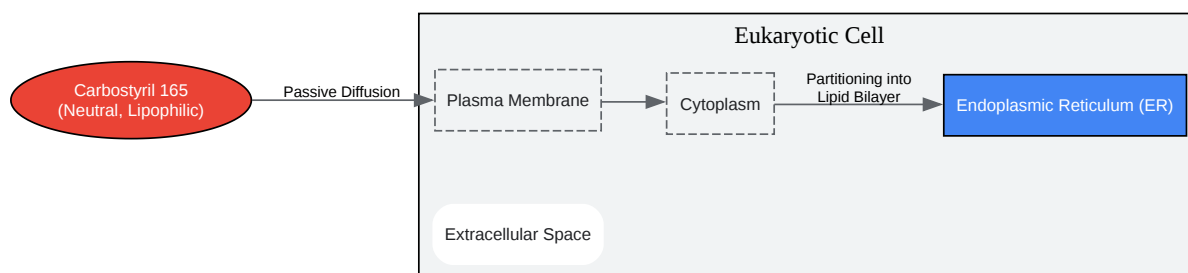 Eukaryotic Cell
Carbostyril 165
(Neutral, Lipophilic)
Passive Diffusion
Plasma Membrane
Cytoplasm
Partitioning into
Lipid Bilayer
Endoplasmic Reticulum (ER)
Extracellular Space